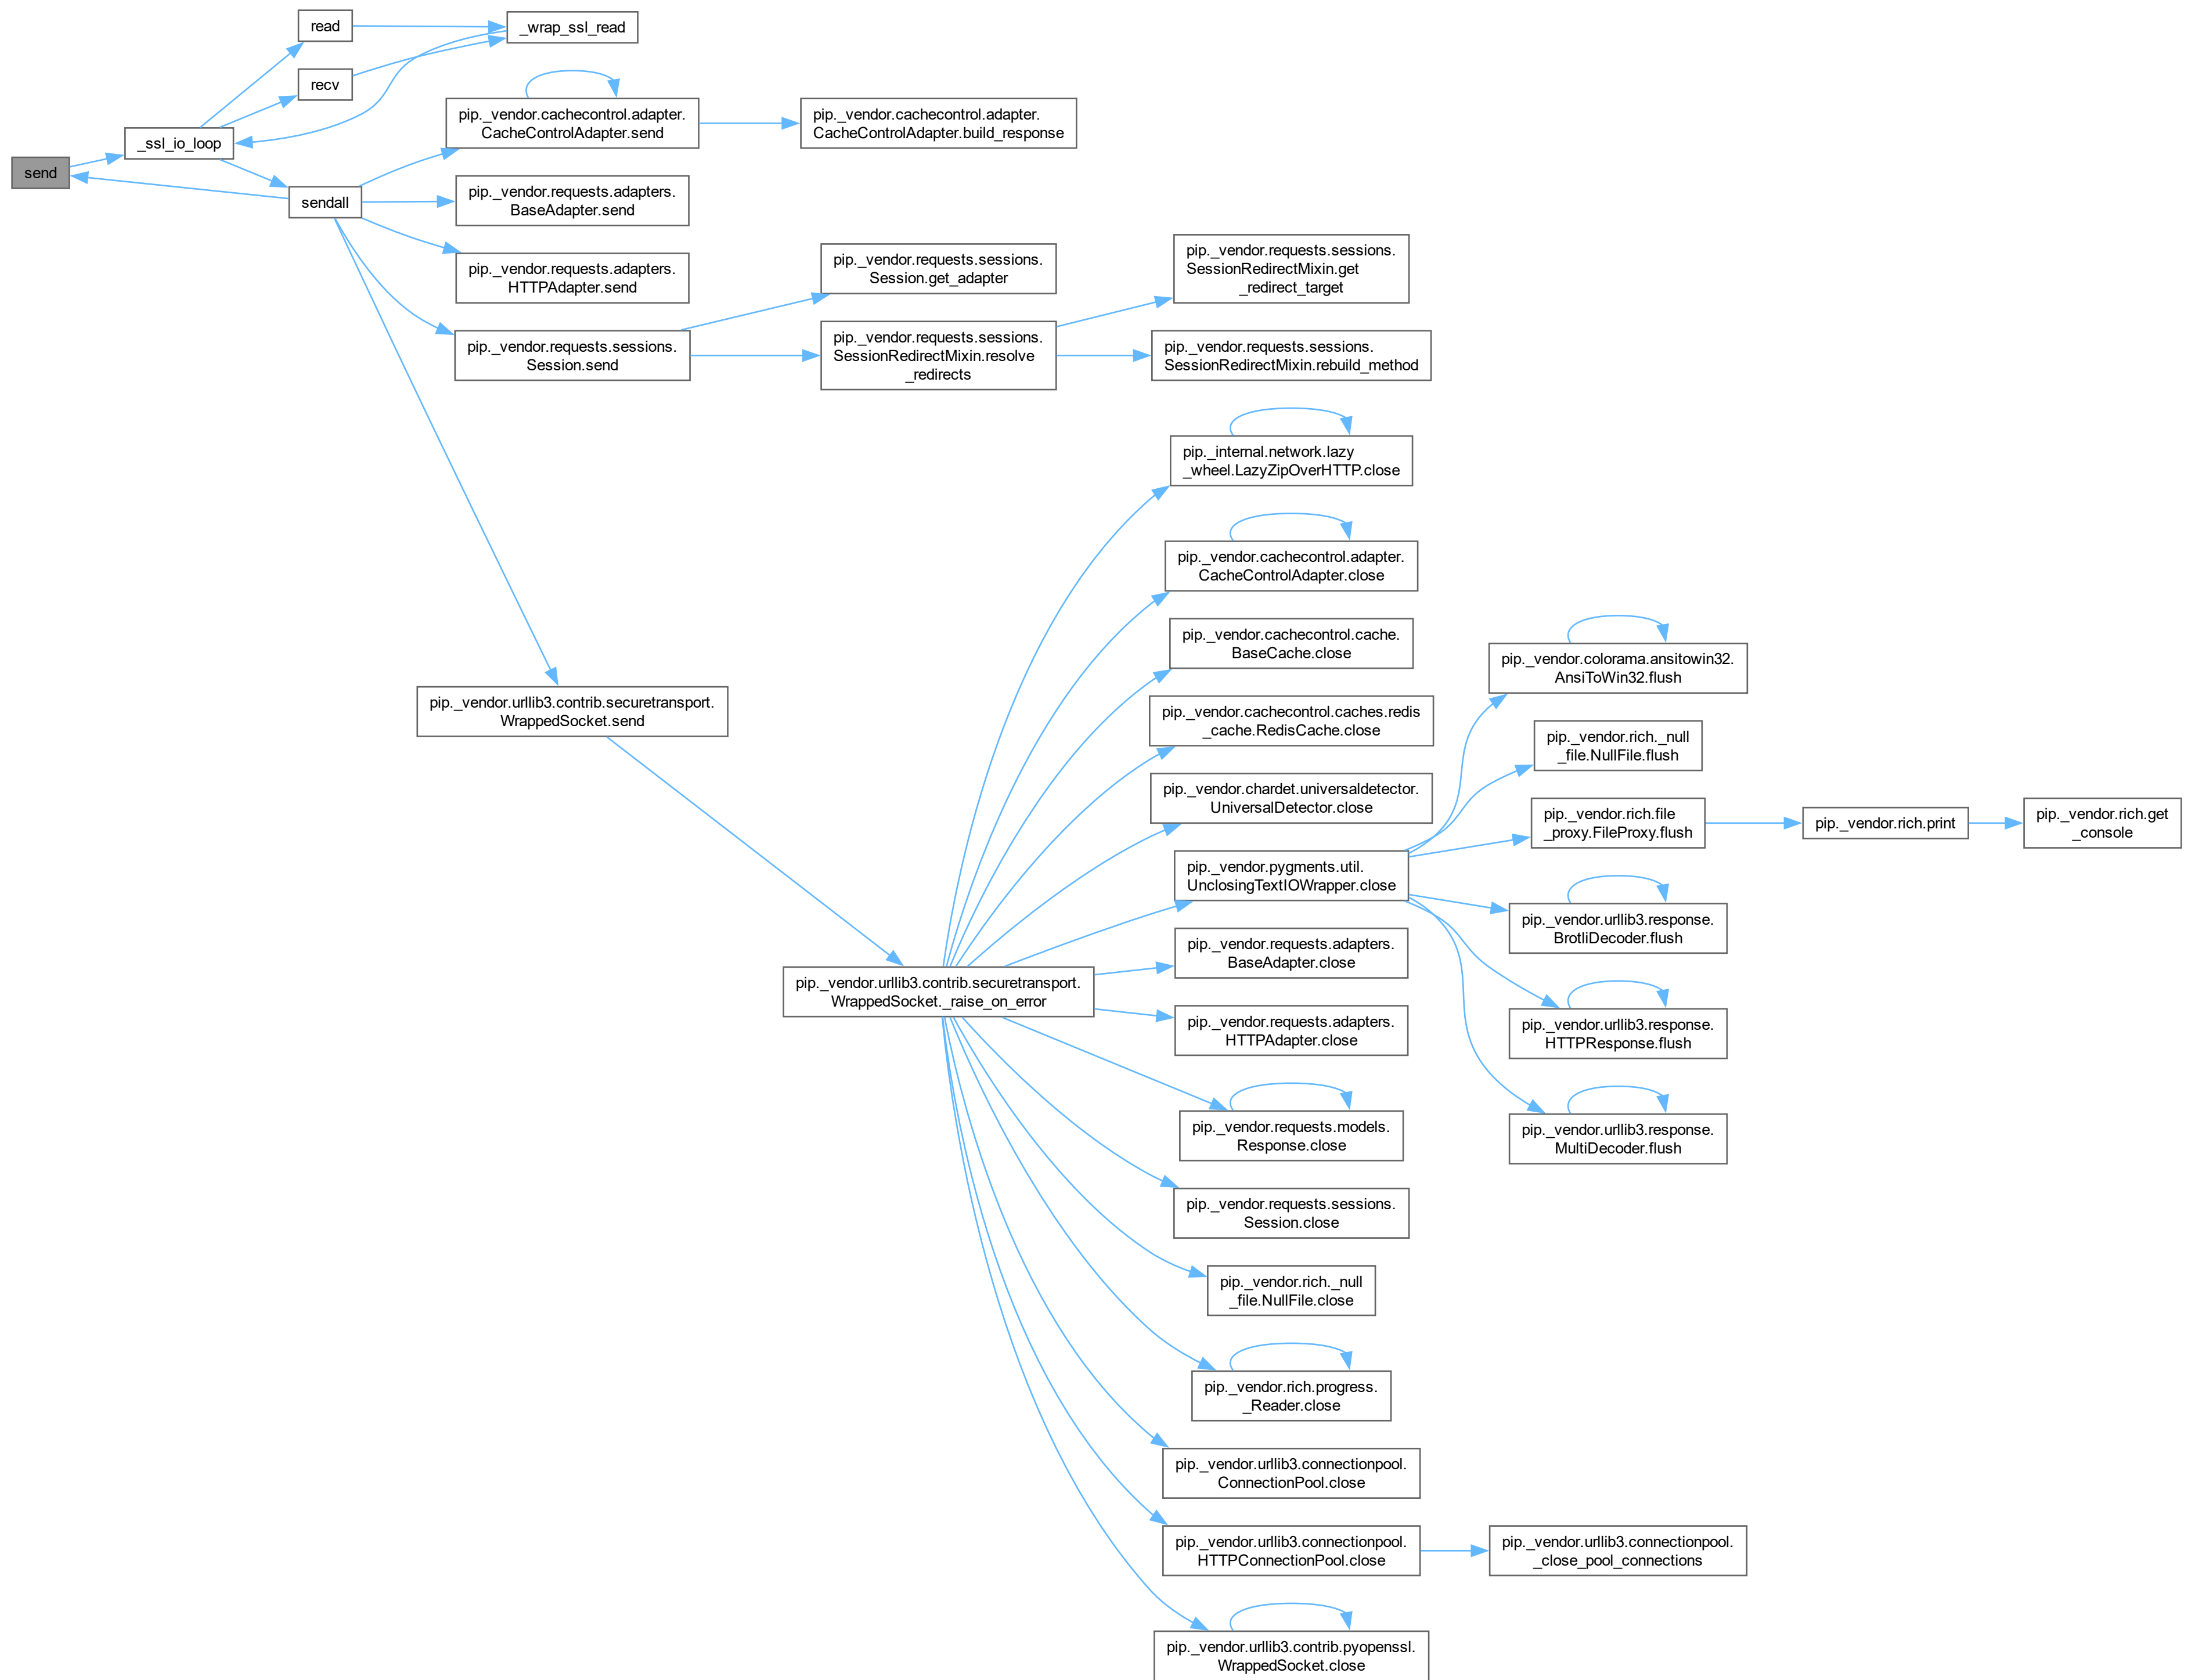 read
_wrap_ssl_read
recv
_ssl_io_loop
send
sendall
pip._vendor.cachecontrol.adapter.
CacheControlAdapter.send
pip._vendor.cachecontrol.adapter.
CacheControlAdapter.build_response
pip._vendor.requests.adapters.
BaseAdapter.send
pip._vendor.requests.adapters.
HTTPAdapter.send
pip._vendor.requests.sessions.
Session.send
pip._vendor.requests.sessions.
Session.get_adapter
pip._vendor.requests.sessions.
SessionRedirectMixin.resolve
_redirects
pip._vendor.requests.sessions.
SessionRedirectMixin.get
_redirect_target
pip._vendor.requests.sessions.
SessionRedirectMixin.rebuild_method
pip._vendor.urllib3.contrib.securetransport.
WrappedSocket.send
pip._vendor.urllib3.contrib.securetransport.
WrappedSocket._raise_on_error
pip._internal.network.lazy
_wheel.LazyZipOverHTTP.close
pip._vendor.cachecontrol.adapter.
CacheControlAdapter.close
pip._vendor.cachecontrol.cache.
BaseCache.close
pip._vendor.cachecontrol.caches.redis
_cache.RedisCache.close
pip._vendor.chardet.universaldetector.
UniversalDetector.close
pip._vendor.pygments.util.
UnclosingTextIOWrapper.close
pip._vendor.requests.adapters.
BaseAdapter.close
pip._vendor.requests.adapters.
HTTPAdapter.close
pip._vendor.requests.models.
Response.close
pip._vendor.requests.sessions.
Session.close
pip._vendor.rich._null
_file.NullFile.close
pip._vendor.rich.progress.
_Reader.close
pip._vendor.urllib3.connectionpool.
ConnectionPool.close
pip._vendor.urllib3.connectionpool.
HTTPConnectionPool.close
pip._vendor.urllib3.contrib.pyopenssl.
WrappedSocket.close
pip._vendor.colorama.ansitowin32.
AnsiToWin32.flush
pip._vendor.rich._null
_file.NullFile.flush
pip._vendor.rich.file
_proxy.FileProxy.flush
pip._vendor.rich.print
pip._vendor.rich.get
_console
pip._vendor.urllib3.response.
BrotliDecoder.flush
pip._vendor.urllib3.response.
HTTPResponse.flush
pip._vendor.urllib3.response.
MultiDecoder.flush
pip._vendor.urllib3.connectionpool.
_close_pool_connections